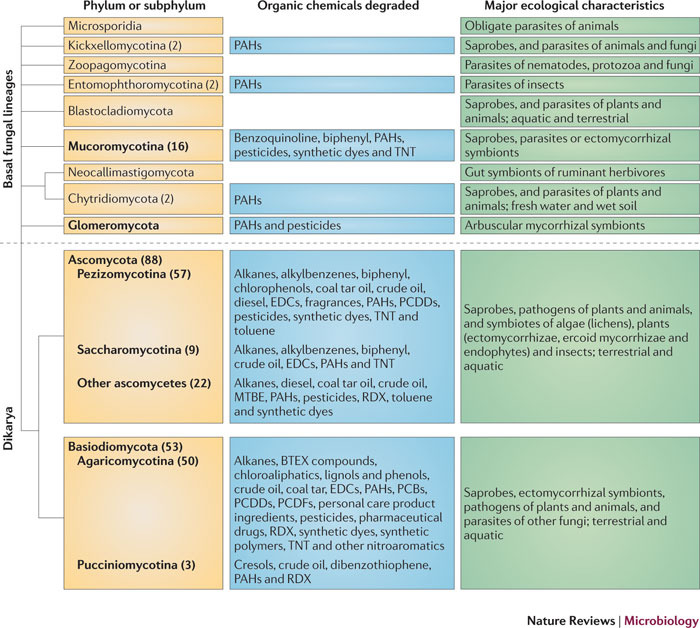 Phylum or subphylum
Organic chemicals degraded
Major ecological characteristics
Basal fungal lineages
Microsporidia
Obligate parasites of animals
Kickxellomycotina (2)
PAHs
Saprobes, and parasites of animals and fungi
Zoopagomycotina
Parasites of nematodes, protozoa and fungi
Entomophthoromycotina (2)
PAHs
Parasites of insects
Blastocladiomycota
Saprobes, and parasites of plants and
animals; aquatic and terrestrial
Mucoromycotina (16)
Benzoquinoline, biphenyl, PAHs,
pesticides, synthetic dyes and TNT
Saprobes, parasites or ectomycorrhizal
symbionts
Neocallimastigomycota
Gut symbionts of ruminant herbivores
Chytridiomycota (2)
PAHs
Saprobes, and parasites of plants and
animals; fresh water and wet soil
Glomeromycota
PAHs and pesticides
Arbuscular mycorrhizal symbionts
Dikarya
Ascomycota (88)
Pezizomycotina (57)
Alkanes, alkylbenzenes, biphenyl,
chlorophenols, coal tar oil, crude oil,
diesel, EDCs, fragrances, PAHs, PCDDs,
pesticides, synthetic dyes, TNT and
toluene
Saccharomycotina (9)
Alkanes, alkylbenzenes, biphenyl,
crude oil, EDCs, PAHs and TNT
Other ascomycetes (22)
Alkanes, diesel, coal tar oil, crude oil,
MTBE, PAHs, pesticides, RDX, toluene
and synthetic dyes
Saprobes, pathogens of plants and animals,
and symbiotes of algae (lichens), plants
(ectomycorrhizae, ercoid mycorrhizae and
endophytes) and insects; terrestrial and
aquatic
Basiodiomycota (53)
Agaricomycotina (50)
Alkanes, BTEX compounds,
chloroaliphatics, lignols and phenols,
crude oil, coal tar, EDCs, PAHs, PCBs,
PCDDs, PCDFs, personal care product
ingredients, pesticides, pharmaceutical
drugs, RDX, synthetic dyes, synthetic
polymers, TNT and other nitroaromatics
Pucciniomycotina (3)
Cresols, crude oil, dibenzothiophene,
PAHs and RDX
Saprobes, ectomycorrhizal symbionts,
pathogens of plants and animals, and
parasites of other fungi; terrestrial and
aquatic
Nature Reviews | Microbiology